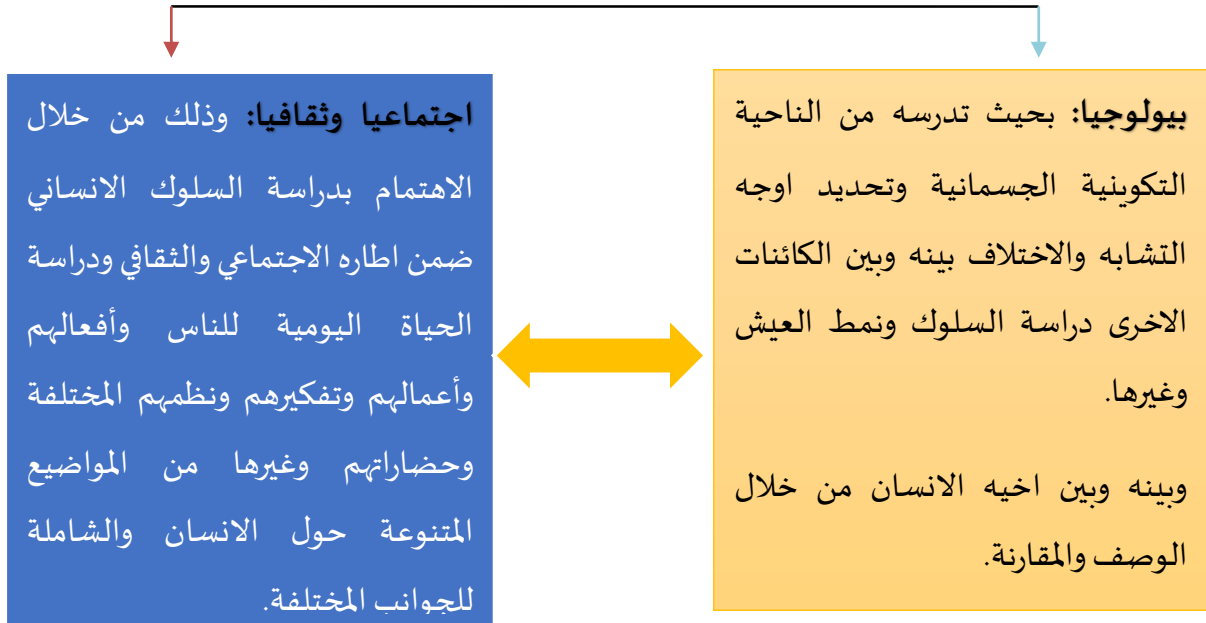 بيولوجيا: بحيث تدرسه من الناحية
التكوينية الجسمانية وتحديد اوجه
التشابه والاختلاف بينه وبين الكائنات
الاخرى دراسة السلوك ونمط العيش
وغيرها.
وبينه وبين اخيه الانسان من خلال
الوصف والمقارنة.
اجتماعيا وثقافيا: وذلك من خلال
الاهتمام بدراسة السلوك الانساني
ضمن اطاره الاجتماعي والثقافي ودراسة
الحياة اليومية للناس وأفعالهم
وأعمالهم وتفكيرهم ونظمهم المختلفة
وحضاراتهم وغيرها من المواضيع
المتنوعة حول الانسان والشاملة
للجوانب المختلفة.